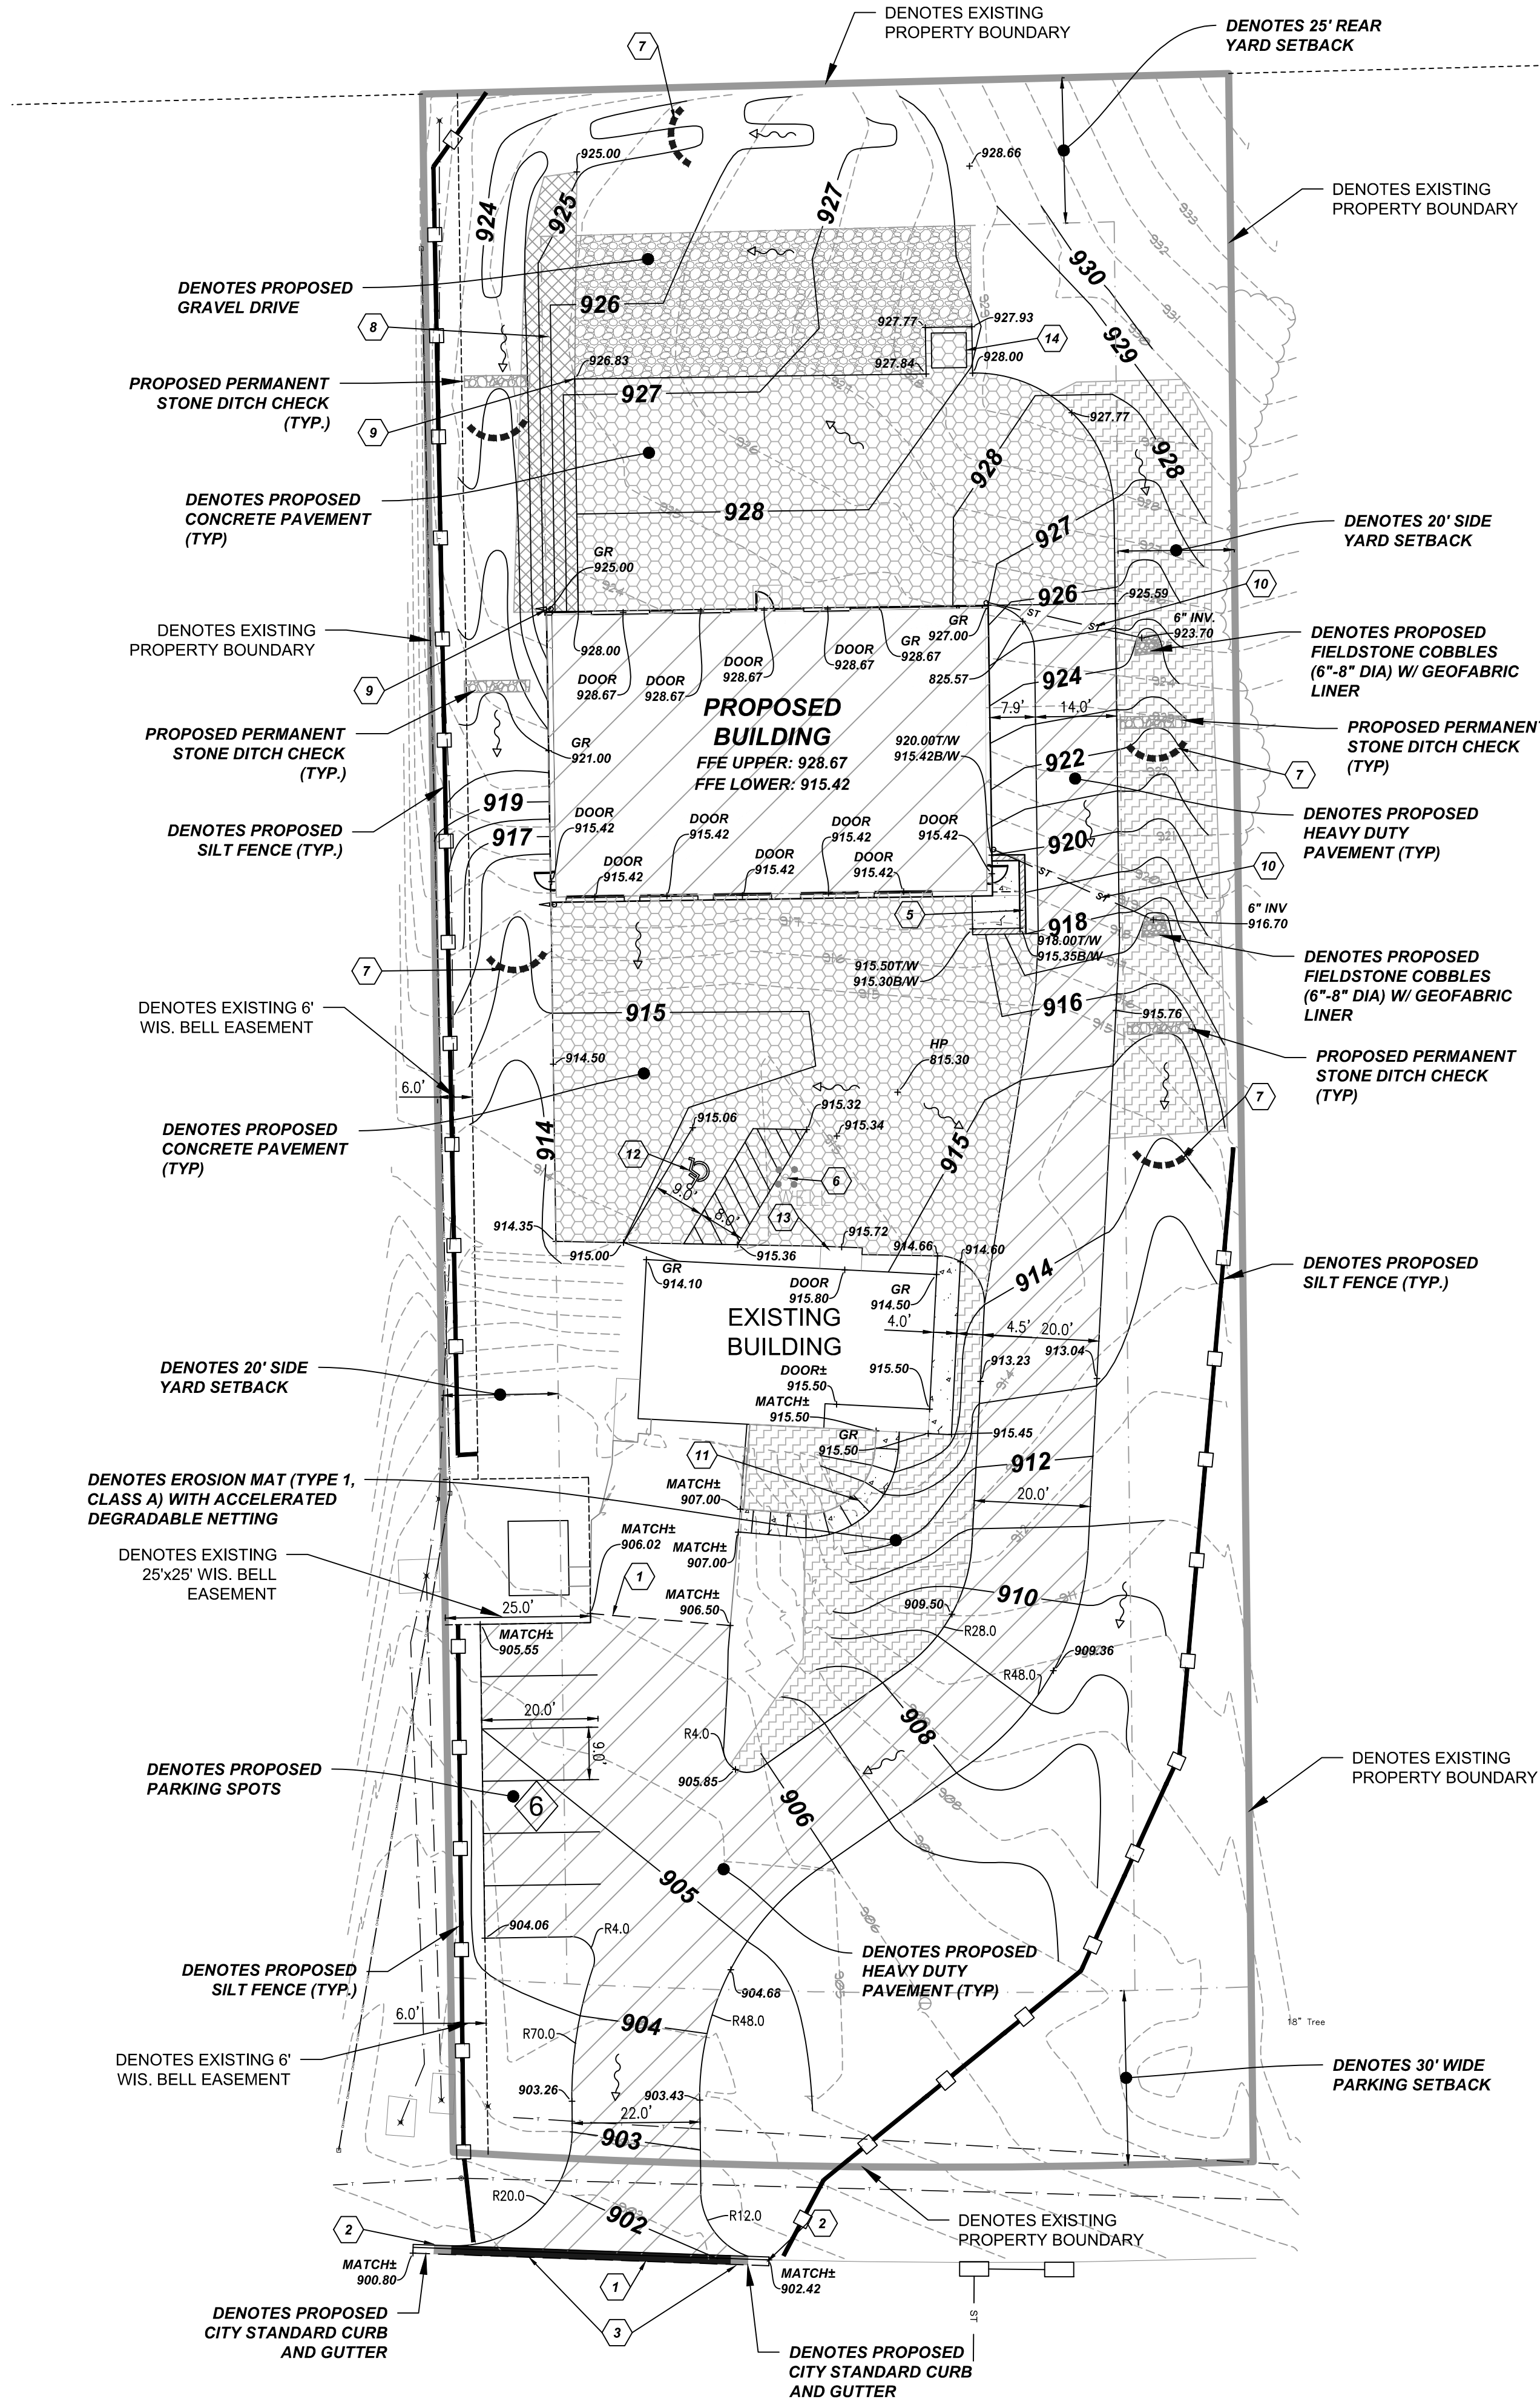 DENOTES EXISTING
PROPERTY BOUNDARY
DENOTES 25' REAR
YARD SETBACK
7
928.66
925.00
924
925
927
DENOTES EXISTING
PROPERTY BOUNDARY
933
932
931
930
929
DENOTES PROPOSED
GRAVEL DRIVE
926
8
927.77
927.93
14
928.00
927.84
926.83
927
PROPOSED PERMANENT
STONE DITCH CHECK
(TYP.)
9
927.77
928
928
DENOTES PROPOSED
CONCRETE PAVEMENT
(TYP)
928
927
DENOTES 20' SIDE
YARD SETBACK
GR
925.00
926
925.59
10
ST
ST
6" INV.
923.70
DENOTES EXISTING
PROPERTY BOUNDARY
928.00
DOOR
928.67
DOOR
928.67
DOOR
928.67
DOOR
928.67
GR
928.67
GR
927.00
825.57
924
DENOTES PROPOSED
FIELDSTONE COBBLES
(6"-8" DIA) W/ GEOFABRIC
LINER
9
7.9'
14.0'
PROPOSED
BUILDING
FFE UPPER: 928.67
FFE LOWER: 915.42
PROPOSED PERMANENT
STONE DITCH CHECK
(TYP.)
GR
921.00
920.00T/W
915.42B/W
922
PROPOSED PERMANENT
STONE DITCH CHECK
(TYP)
7
919
917
DENOTES PROPOSED
SILT FENCE (TYP.)
DOOR
915.42
DOOR
915.42
DOOR
915.42
DOOR
915.42
DOOR
915.42
DOOR
915.42
920
DENOTES PROPOSED
HEAVY DUTY
PAVEMENT (TYP)
10
ST
ST
5
6" INV
916.70
918
918.00T/W
915.35B/W
915.50T/W
915.30B/W
7
DENOTES PROPOSED
FIELDSTONE COBBLES
(6"-8" DIA) W/ GEOFABRIC
LINER
DENOTES EXISTING 6'
WIS. BELL EASEMENT
915
916
915.76
914.50
HP
815.30
PROPOSED PERMANENT
STONE DITCH CHECK
(TYP)
6.0'
7
DENOTES PROPOSED
CONCRETE PAVEMENT
(TYP)
914
915.06
915.32
915.34
915
12
6
WELL
9.0'
8.0'
13
914.35
915.00
915.36
915.72
914.66
914.60
GR
914.10
DOOR
915.80
GR
914.50
914
DENOTES PROPOSED
SILT FENCE (TYP.)
EXISTING
BUILDING
4.0'
4.5'
20.0'
913.04
913.23
914
DENOTES 20' SIDE
YARD SETBACK
DOOR±
915.50
915.50
MATCH±
915.50
GR
915.50
915.45
11
912
DENOTES EROSION MAT (TYPE 1,
CLASS A) WITH ACCELERATED
DEGRADABLE NETTING
MATCH±
907.00
20.0'
912
MATCH±
906.02
MATCH±
907.00
DENOTES EXISTING
25'x25' WIS. BELL
EASEMENT
1
MATCH±
906.50
910
909.50
911
25.0'
MATCH±
905.55
R28.0
909.36
R48.0
20.0'
9.0'
R4.0
908
DENOTES PROPOSED
PARKING SPOTS
6
905.85
906
908
907
DENOTES EXISTING
PROPERTY BOUNDARY
905
906
904.06
R4.0
905
DENOTES PROPOSED
HEAVY DUTY
PAVEMENT (TYP)
DENOTES PROPOSED
SILT FENCE (TYP.)
904.68
R48.0
6.0'
904
R70.0
18" Tree
DENOTES EXISTING 6'
WIS. BELL EASEMENT
DENOTES 30' WIDE
PARKING SETBACK
903.26
903.43
22.0'
903
R20.0
R12.0
902
2
2
DENOTES EXISTING
PROPERTY BOUNDARY
MATCH±
900.80
1
MATCH±
902.42
3
ST
DENOTES PROPOSED
CITY STANDARD CURB
AND GUTTER
DENOTES PROPOSED
CITY STANDARD CURB
AND GUTTER